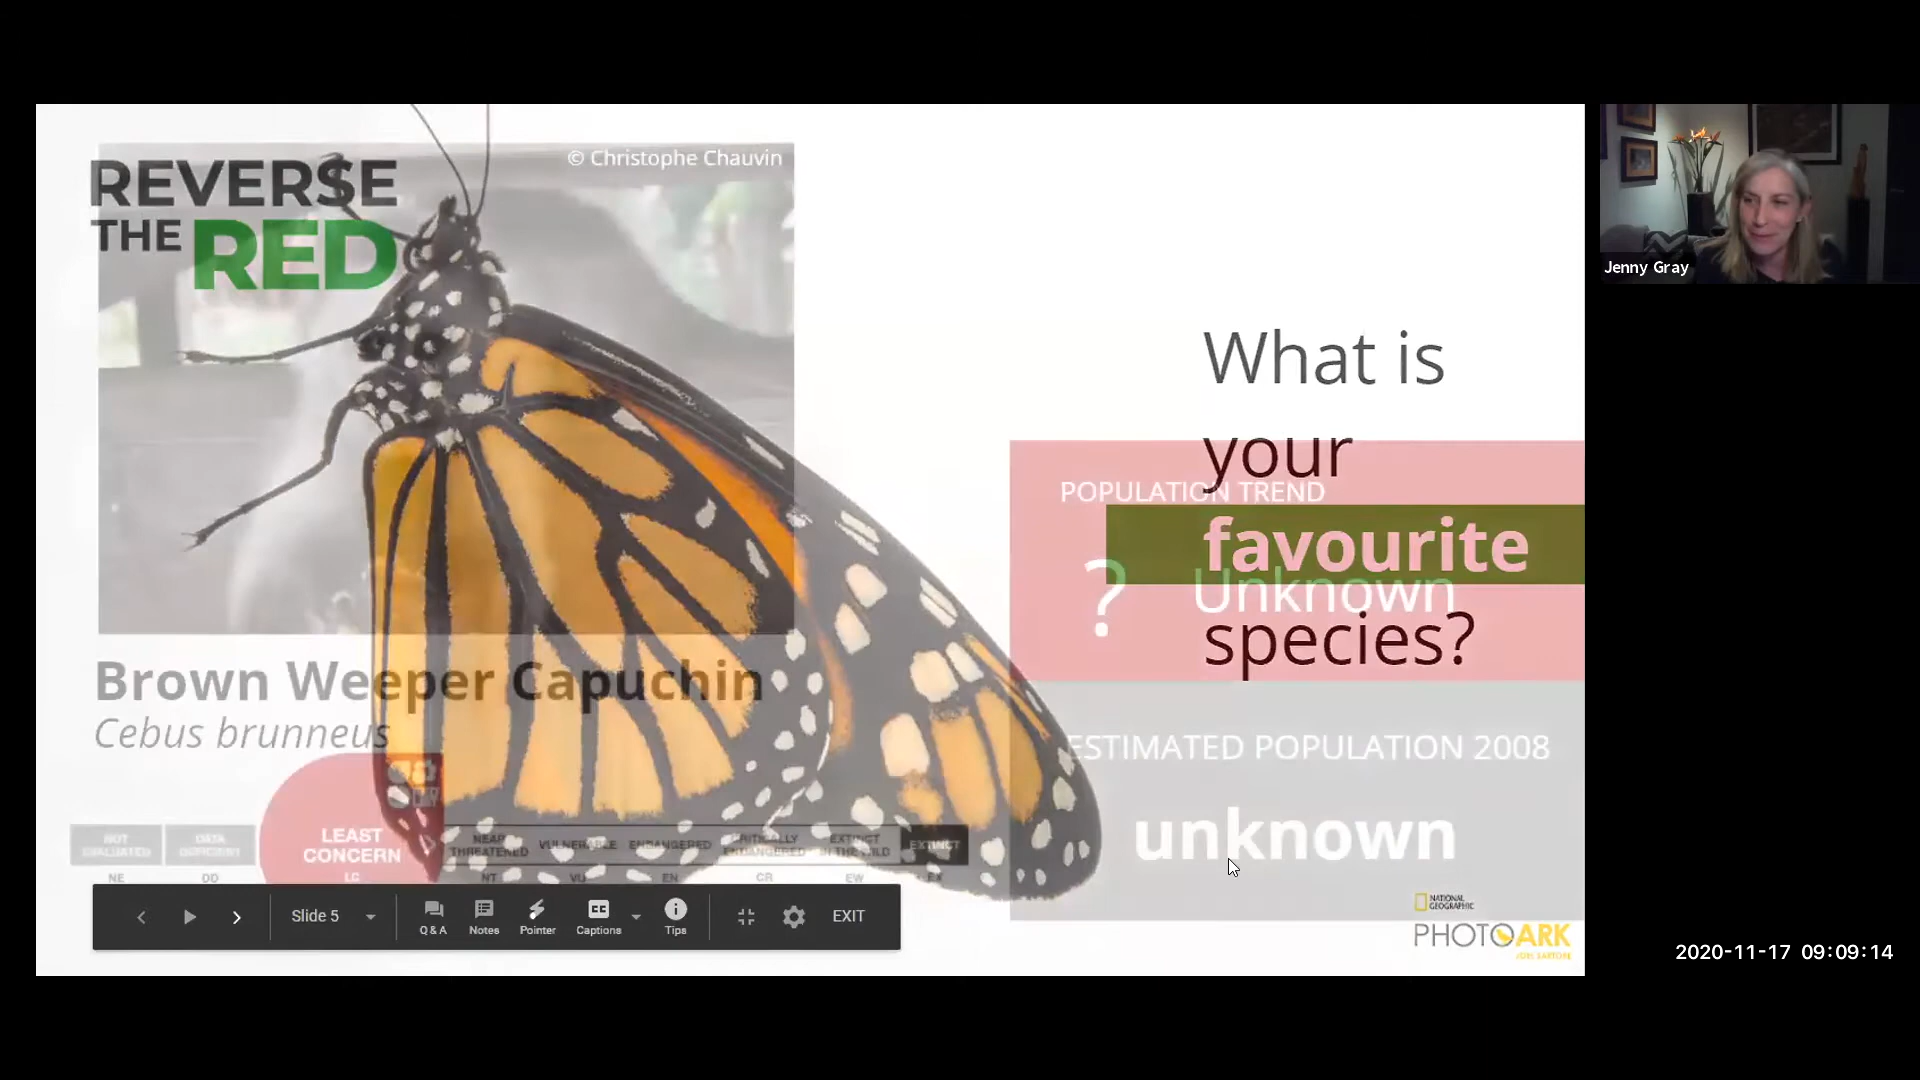 REVERSE
THE RED
© Christophe Chauvin
What is
your
favourite
species?
POPULATION TREND
? Unknown
ESTIMATED POPULATION 2008
unknown
Brown Weeper Capuchin
Cebus brunneus
NOT EVALUATED
DATA DEFICIENT
LEAST CONCERN
NEAR THREATENED
VULNERABLE
ENDANGERED
CRITICALLY ENDANGERED
EXTINCT IN THE WILD
EXTINCT
NE
DD
LC
NT
VU
EN
CR
EW
EX
Slide 5
Q & A
Notes
Pointer
Captions
Tips
EXIT
NATIONAL
GEOGRAPHIC
PHOTOARK
JOEL SARTORE
Jenny Gray
2020-11-17 09:09:14